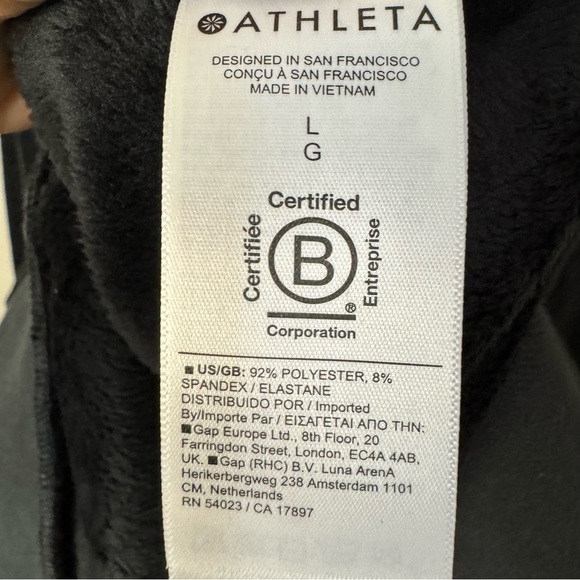 ATHLETA
DESIGNED IN SAN FRANCISCO
CONÇU À SAN FRANCISCO
MADE IN VIETNAM
L
G
Certified
Certifiée
B
Entreprise
®
Corporation
US/GB: 92% POLYESTER, 8%
SPANDEX / ELASTANE
DISTRIBUIDO POR / Imported
By/Importe Par / ΕΙΣΑΓΕΤΑΙ ΑΠΟ ΤΗΝ:
Gap Europe Ltd., 8th Floor, 20
Farringdon Street, London, EC4A 4AB,
UK. Gap (RHC) B.V. Luna ArenA
Herikerbergweg 238 Amsterdam 1101
CM, Netherlands
RN 54023 / CA 17897